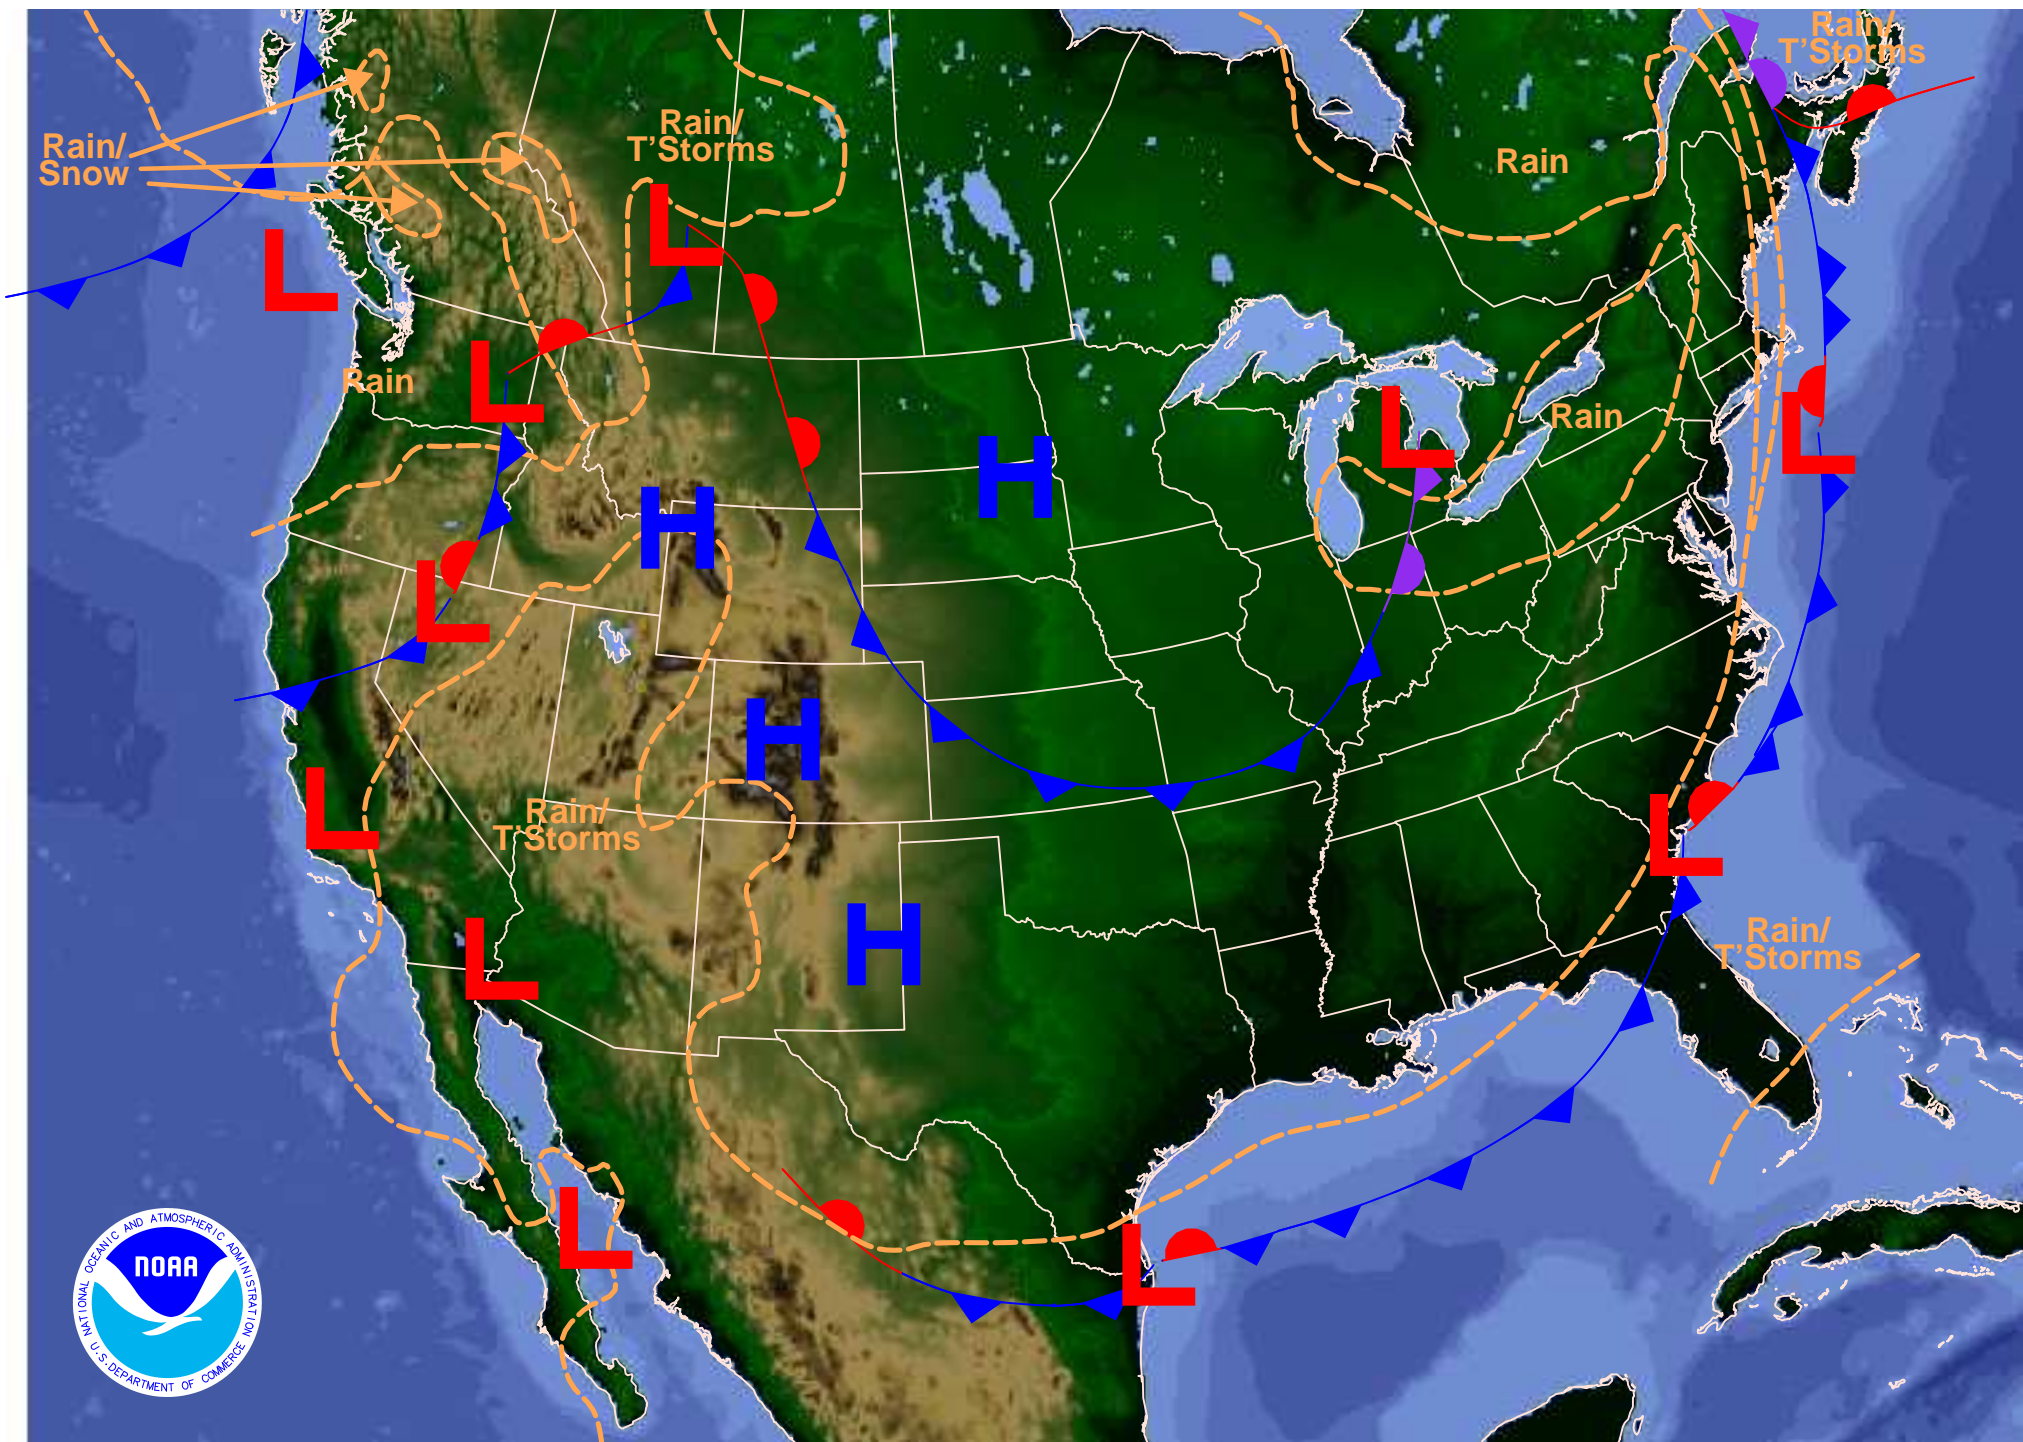 Rain/
T'Storms
Rain/
T'Storms
Rain/
Snow
Rain
Rain
Rain
Rain/
T'Storms
Rain/
T'Storms
L
L
L
L
L
L
L
L
L
L
L
H
H
H
H
NATIONAL OCEANIC AND ATMOSPHERIC ADMINISTRATION
NOAA
U.S. DEPARTMENT OF COMMERCE